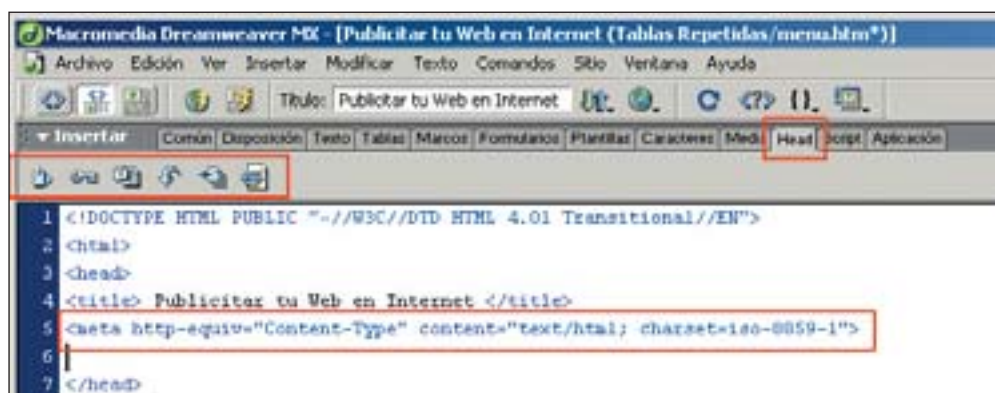 Macromedia Dreamweaver MX - [Publicitar tu Web en Internet (Tablas Repetidas/menu.htm*)]
Archivo Edición Ver Insertar Modificar Texto Comandos Sitio Ventana Ayuda
Título: Publicitar tu Web en Internet
Insertar Común Disposición Texto Tablas Marcos Formularios Plantillas Caracteres Media Head Script Aplicación
1 <!DOCTYPE HTML PUBLIC "-//W3C//DTD HTML 4.01 Transitional//EN">
2 <html>
3 <head>
4 <title> Publicitar tu Web en Internet </title>
5 <meta http-equiv="Content-Type" content="text/html; charset=iso-8859-1">
6
7 </head>